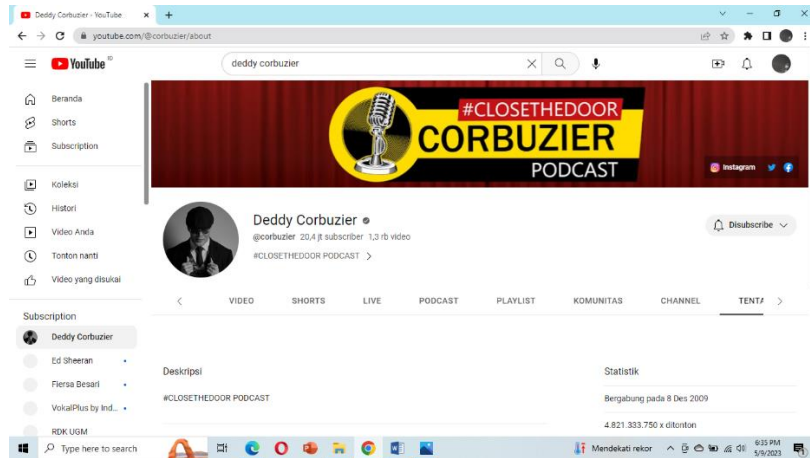 Deddy Corbuzier - YouTube
youtube.com/@corbuzier/about
YouTube ID
deddy corbuzier
Beranda
Shorts
Subscription
Koleksi
Histori
Video Anda
Tonton nanti
Video yang disukai
Subscription
Deddy Corbuzier
Ed Sheeran
Fiersa Besari
VokalPlus by Ind...
RDK UGM
#CLOSETHEDOOR
CORBUZIER
PODCAST
Instagram
Deddy Corbuzier
@corbuzier 20,4 jt subscriber 1,3 rb video
#CLOSETHEDOOR PODCAST
Disubscribe
VIDEO SHORTS LIVE PODCAST PLAYLIST KOMUNITAS CHANNEL TENTA
Deskripsi
#CLOSETHEDOOR PODCAST
Statistik
Bergabung pada 8 Des 2009
4.821.333.750 x ditonton
Type here to search
Mendekati rekor
6:35 PM
5/9/2023